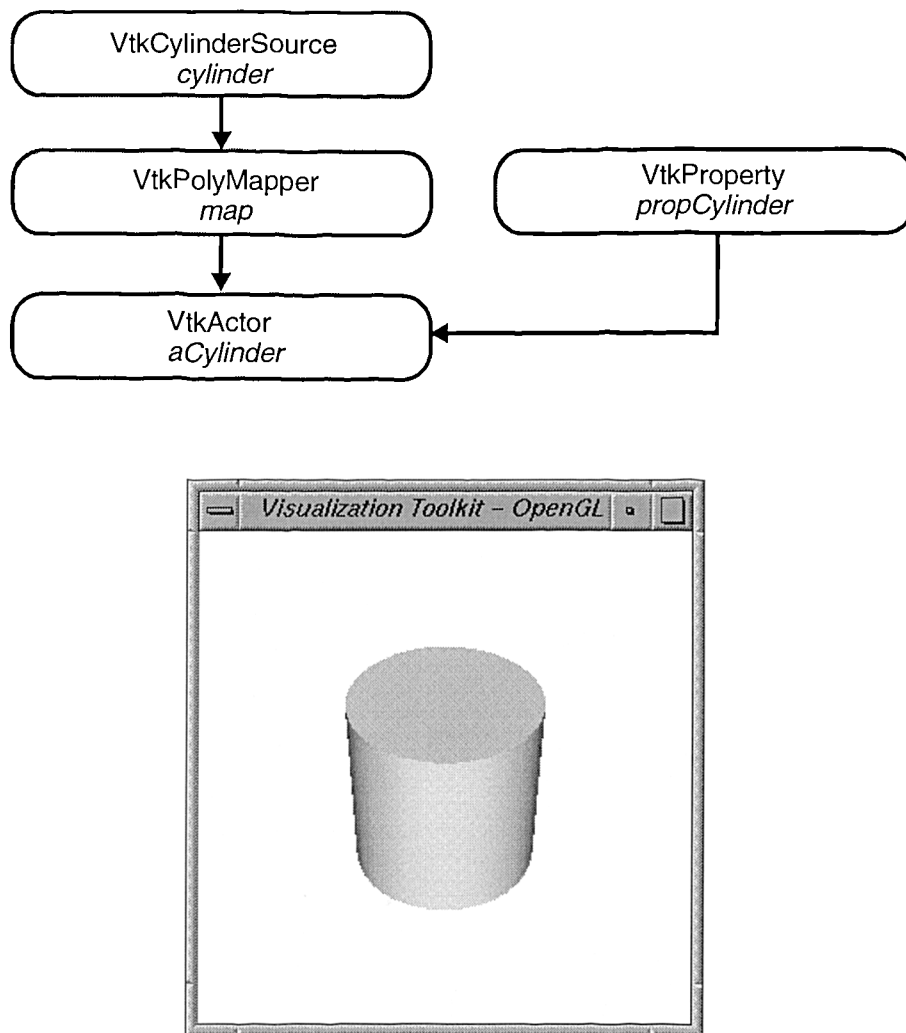 VtkCylinderSource
cylinder
VtkPolyMapper
map
VtkProperty
propCylinder
VtkActor
aCylinder
Visualization Toolkit – OpenGL